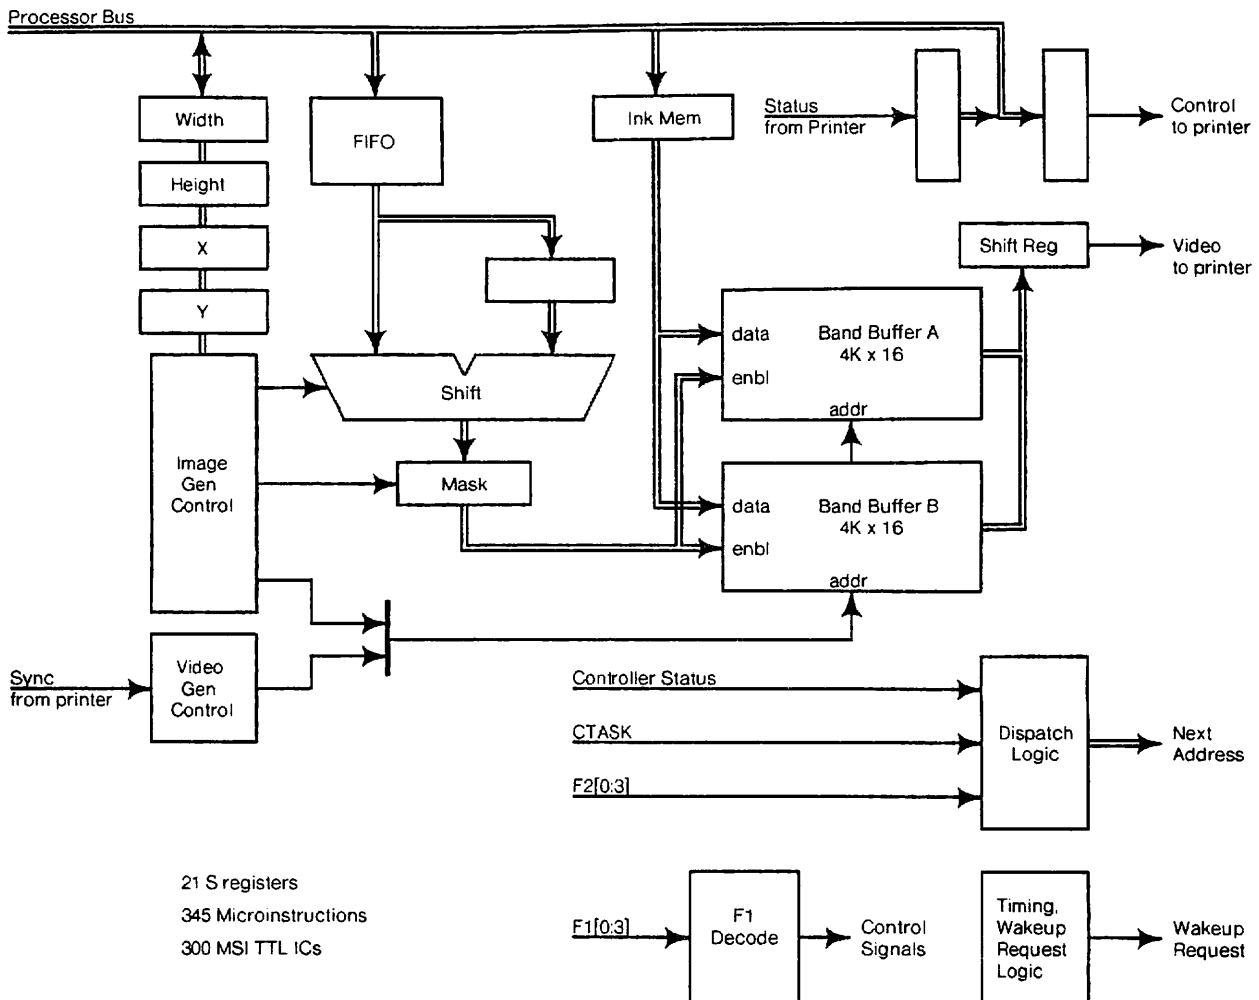 Processor Bus
Width
Height
X
Y
FIFO
Ink Mem
Status
from Printer
Control
to printer
Shift Reg
Video
to printer
Shift
Mask
Image
Gen
Control
data
enbl
Band Buffer A
4K x 16
addr
data
enbl
Band Buffer B
4K x 16
addr
Sync
from printer
Video
Gen
Control
Controller Status
CTASK
F2[0:3]
Dispatch
Logic
Next
Address
21 S registers
345 Microinstructions
300 MSI TTL ICs
F1[0:3]
F1
Decode
Control
Signals
Timing,
Wakeup
Request
Logic
Wakeup
Request